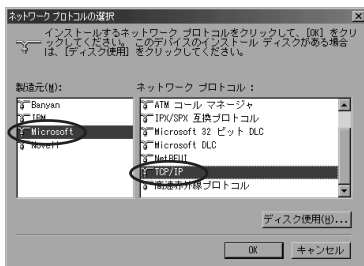 ネットワーク プロトコルの選択
インストールするネットワーク プロトコルをクリックして、[OK] をクリ
ックしてください。このデバイスのインストール ディスクがある場合
は、[ディスク使用] をクリックしてください。
製造元(M):
Banyan
IBM
Microsoft
Novell
ネットワーク プロトコル :
ATM コール マネージャ
IPX/SPX 互換プロトコル
Microsoft 32 ビット DLC
Microsoft DLC
NetBEUI
TCP/IP
高速赤外線プロトコル
ディスク使用(H)...
OK
キャンセル